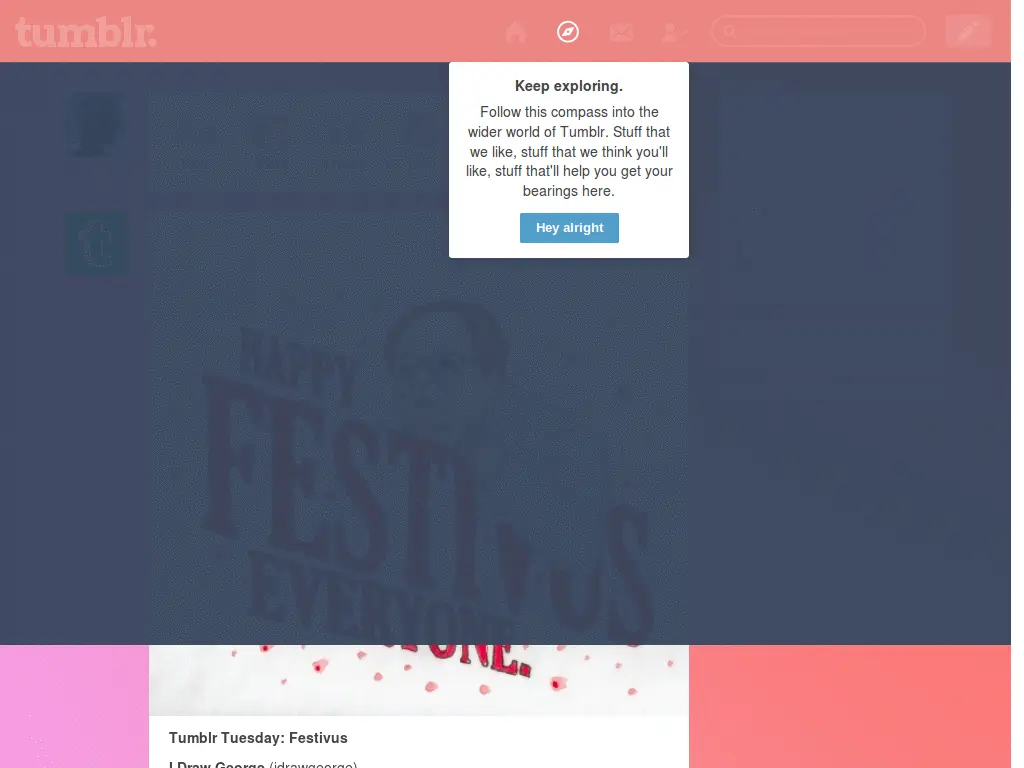 tumblr.
Keep exploring.
Follow this compass into the
wider world of Tumblr. Stuff that
we like, stuff that we think you'll
like, stuff that'll help you get your
bearings here.
Hey alright
t
HAPPY
FESTIVUS
EVERYONE.
Tumblr Tuesday: Festivus
I Draw George (idrawgeorge)